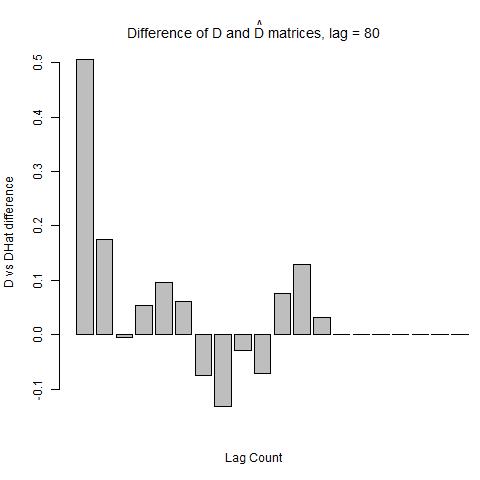 Difference of D and D̂ matrices, lag = 80
0.5
0.4
0.3
0.2
0.1
0.0
-0.1
D vs DHat difference
Lag Count